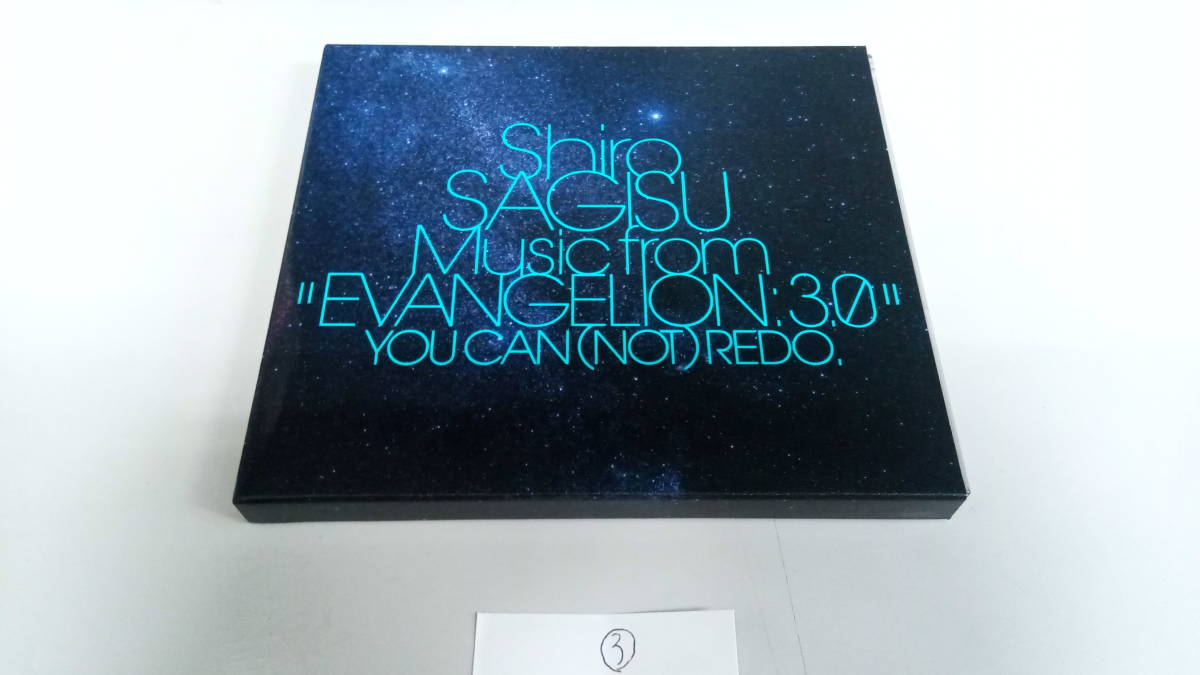 Shiro
SAGISU
Music from
"EVANGELION: 3.0"
YOU CAN (NOT) REDO.
③